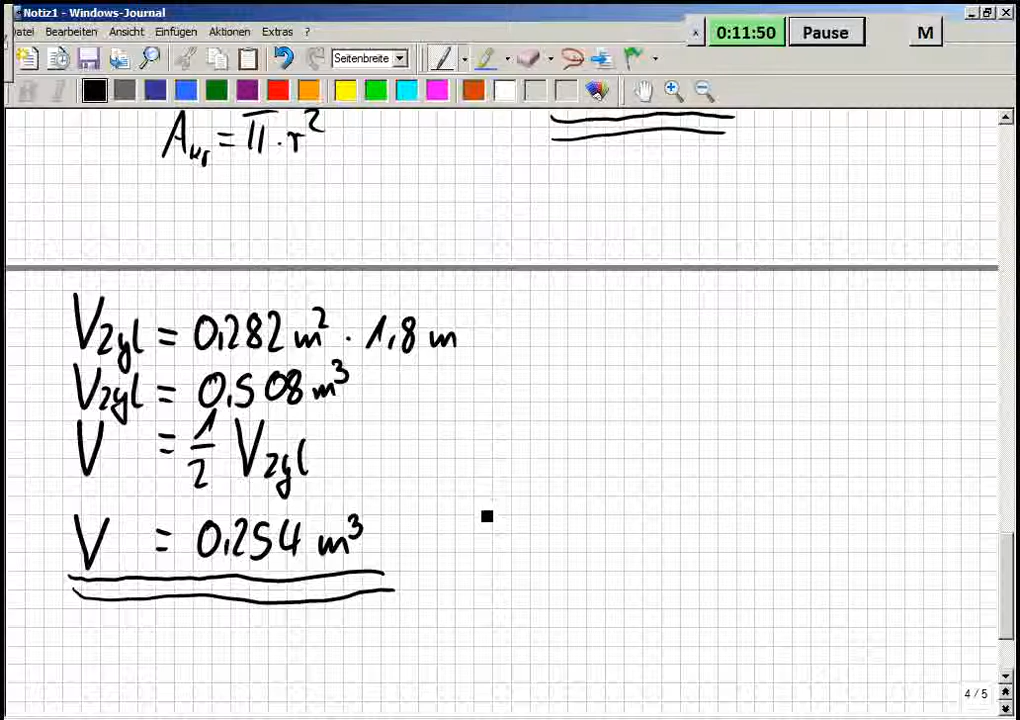 Notiz1 - Windows-Journal
Datei Bearbeiten Ansicht Einfügen Aktionen Extras ?
0:11:50 Pause M
Seitenbreite
A_Kr = π · r²
V_Zyl = 0,282 m² · 1,8 m
V_Zyl = 0,508 m³
V = 1/2 V_Zyl
V = 0,254 m³
4 / 5